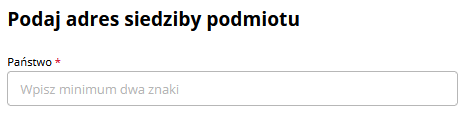 Podaj adres siedziby podmiotu
Państwo *
Wpisz minimum dwa znaki